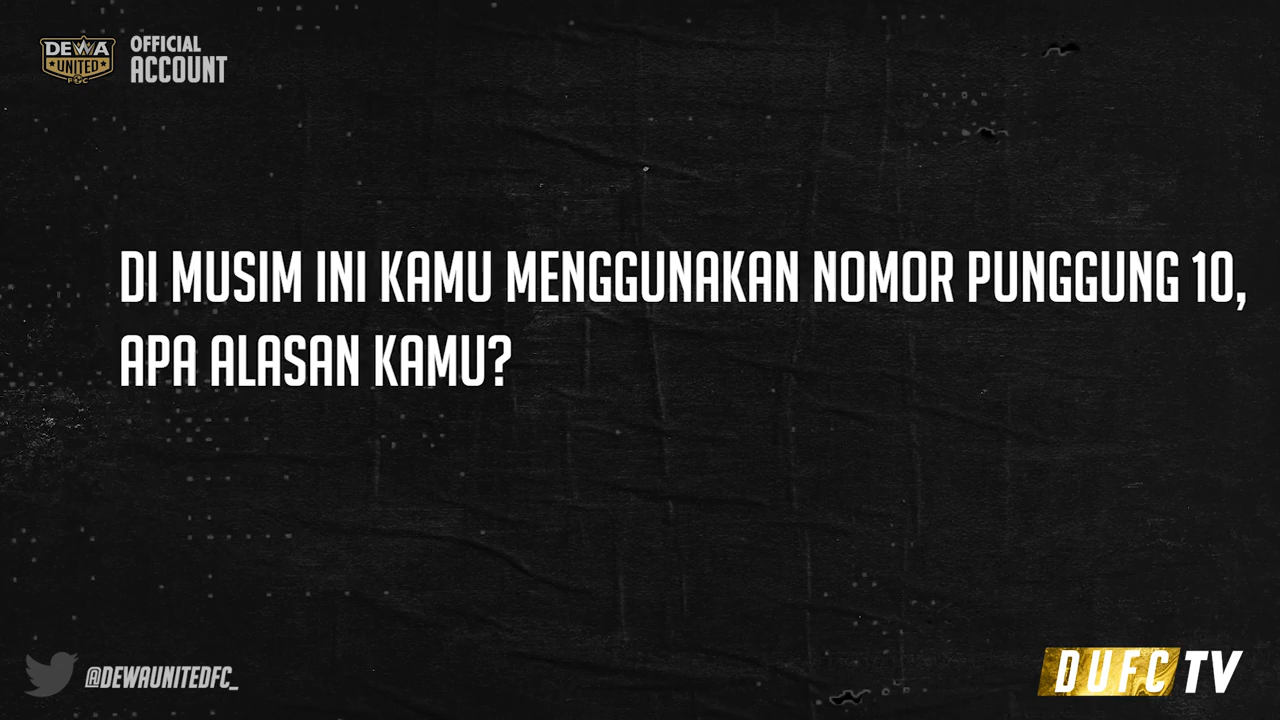 DEWA
UNITED
FC
OFFICIAL
ACCOUNT
DI MUSIM INI KAMU MENGGUNAKAN NOMOR PUNGGUNG 10,
APA ALASAN KAMU?
@DEWAUNITEDFC_
DUFC TV